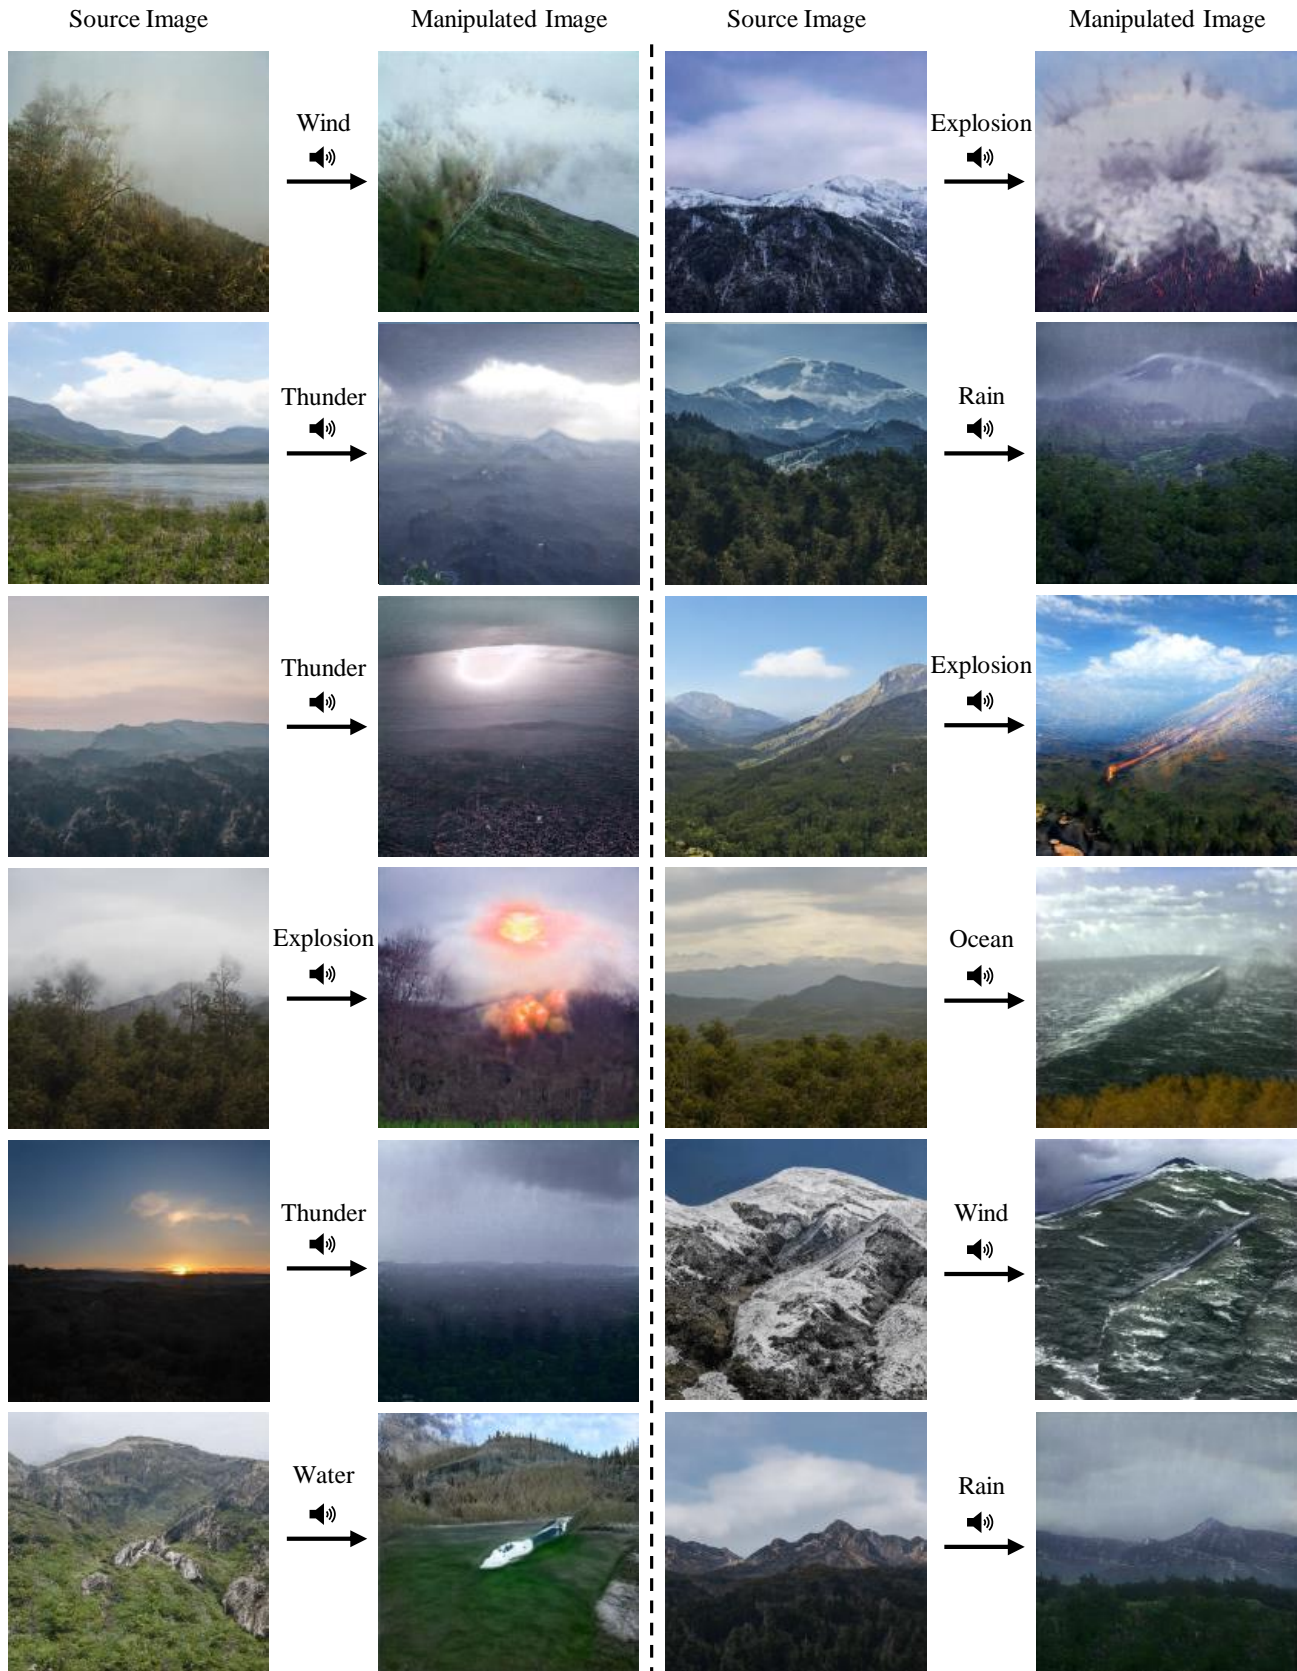 Source Image
Manipulated Image
Source Image
Manipulated Image
Wind
Explosion
Thunder
Rain
Thunder
Explosion
Explosion
Ocean
Thunder
Wind
Water
Rain